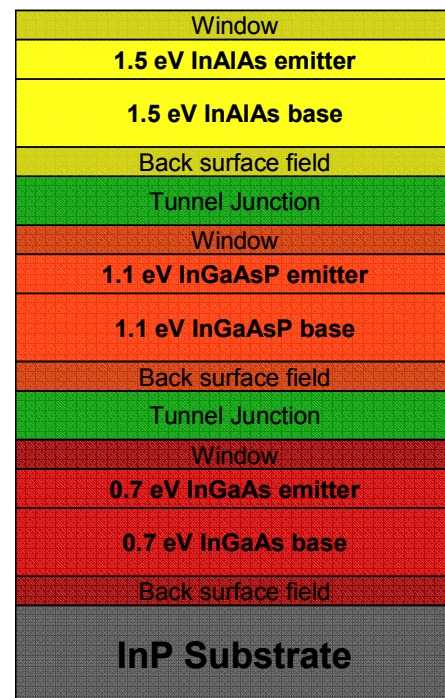 Window
1.5 eV InAlAs emitter
1.5 eV InAlAs base
Back surface field
Tunnel Junction
Window
1.1 eV InGaAsP emitter
1.1 eV InGaAsP base
Back surface field
Tunnel Junction
Window
0.7 eV InGaAs emitter
0.7 eV InGaAs base
Back surface field
InP Substrate